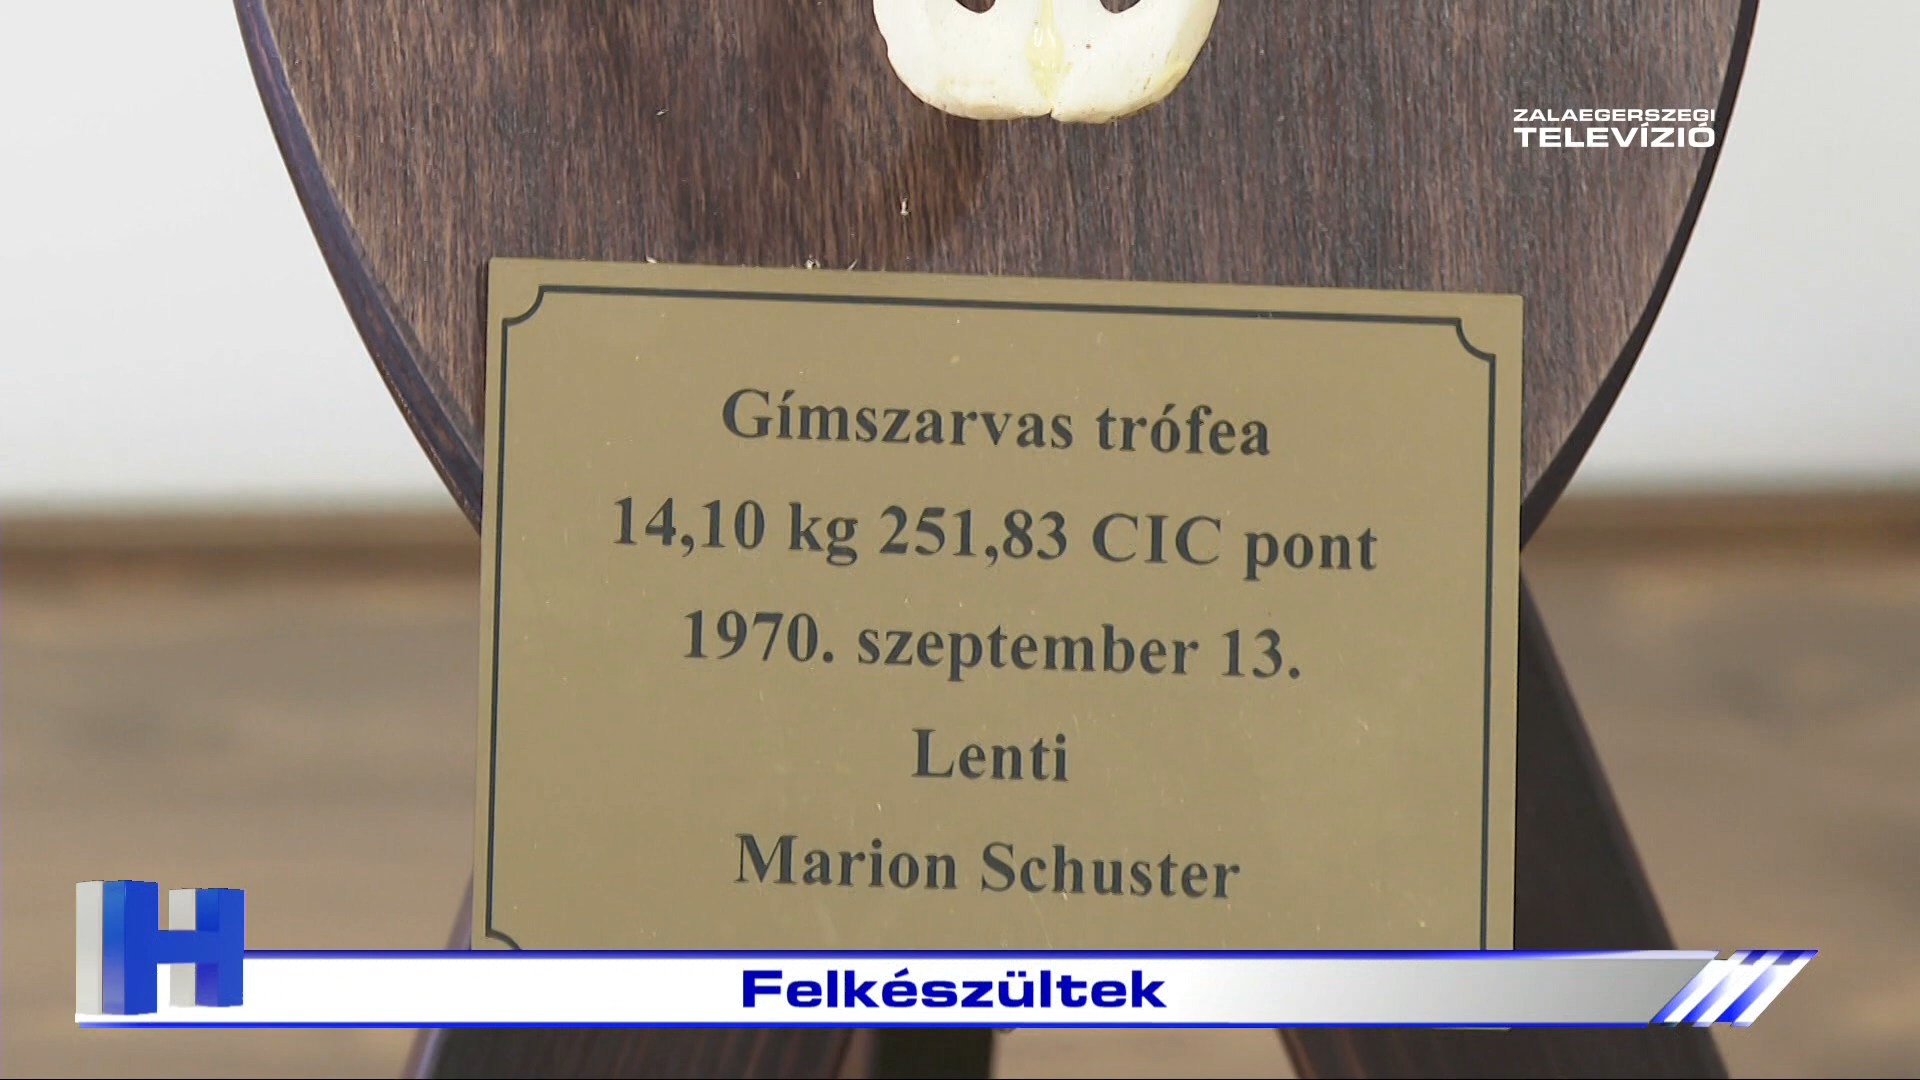 ZALAEGERSZEGI
TELEVÍZIÓ
Gímszarvas trófea
14,10 kg 251,83 CIC pont
1970. szeptember 13.
Lenti
Marion Schuster
H
Felkészültek